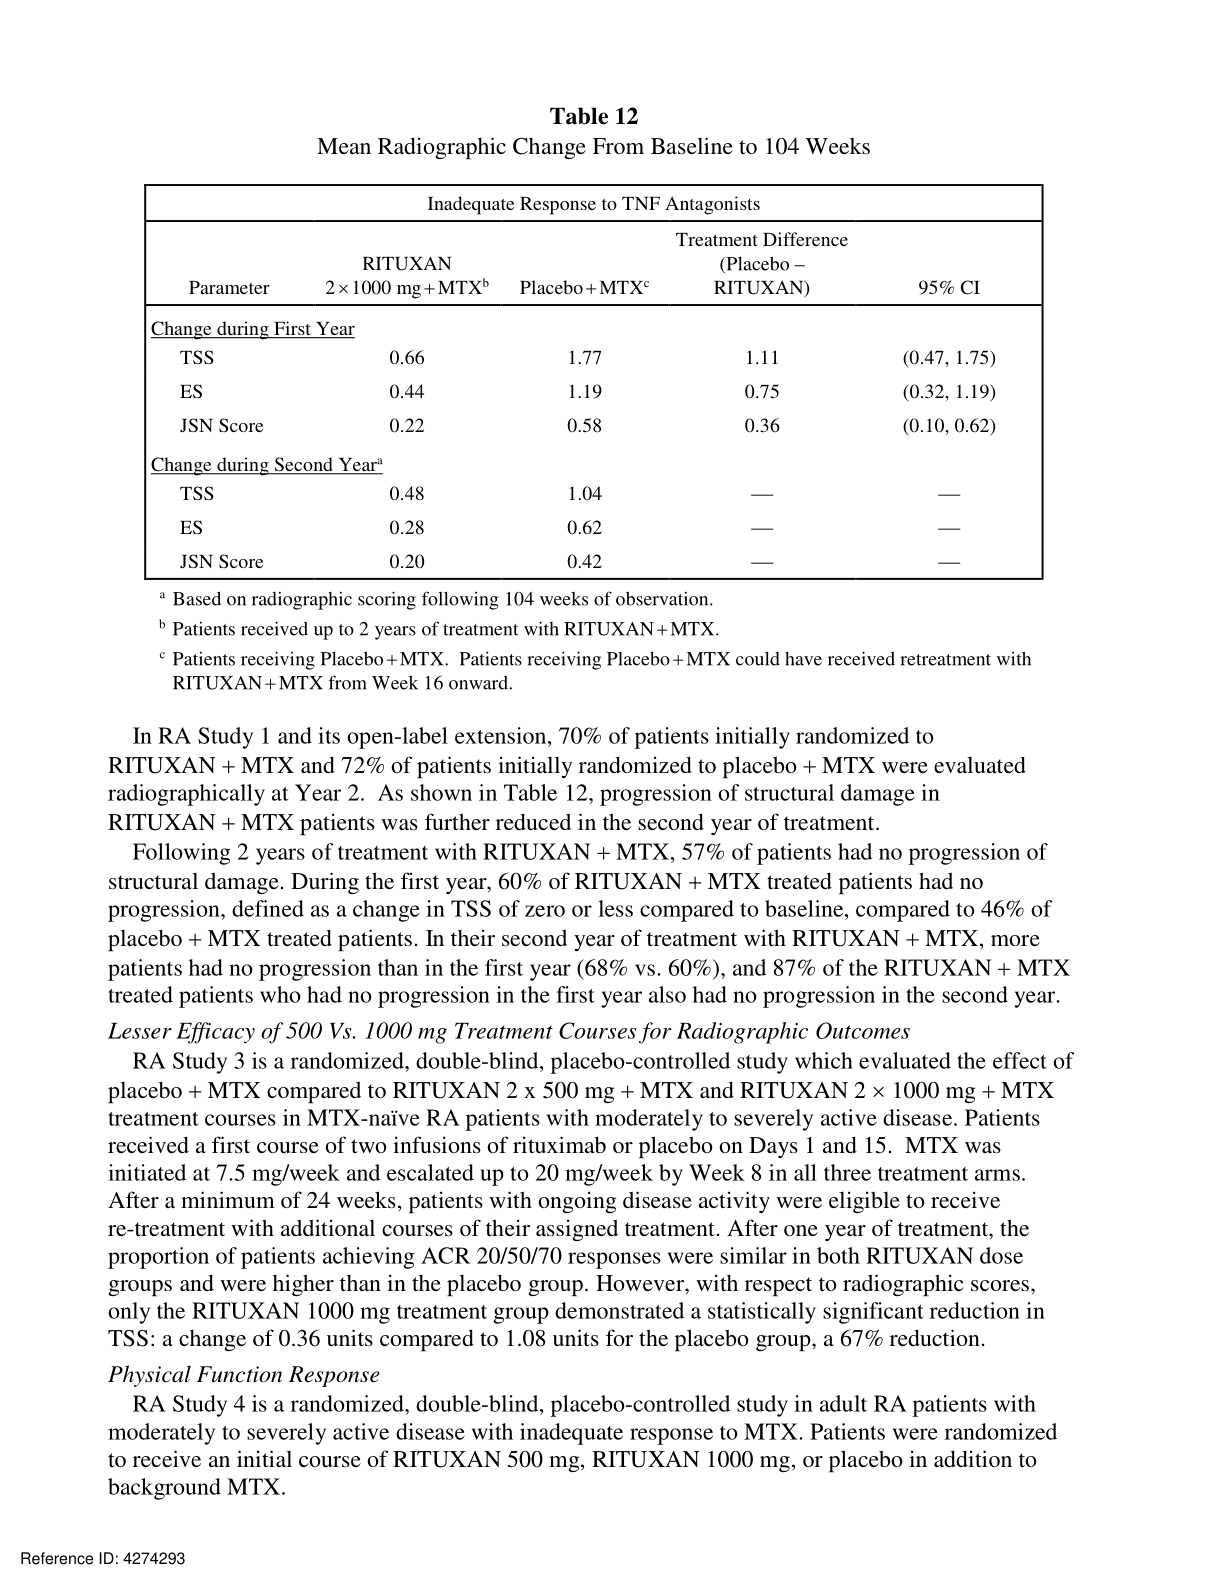 Table 12
Mean Radiographic Change From Baseline to 104 Weeks
Inadequate Response to TNF Antagonists
Parameter RITUXAN 2×1000 mg+MTXᵇ Placebo+MTXᶜ Treatment Difference (Placebo – RITUXAN) 95% CI
Change during First Year
TSS 0.66 1.77 1.11 (0.47, 1.75)
ES 0.44 1.19 0.75 (0.32, 1.19)
JSN Score 0.22 0.58 0.36 (0.10, 0.62)
Change during Second Yearᵃ
TSS 0.48 1.04 — —
ES 0.28 0.62 — —
JSN Score 0.20 0.42 — —
ᵃ Based on radiographic scoring following 104 weeks of observation.
ᵇ Patients received up to 2 years of treatment with RITUXAN+MTX.
ᶜ Patients receiving Placebo+MTX. Patients receiving Placebo+MTX could have received retreatment with
RITUXAN+MTX from Week 16 onward.
In RA Study 1 and its open-label extension, 70% of patients initially randomized to
RITUXAN + MTX and 72% of patients initially randomized to placebo + MTX were evaluated
radiographically at Year 2. As shown in Table 12, progression of structural damage in
RITUXAN + MTX patients was further reduced in the second year of treatment.
Following 2 years of treatment with RITUXAN + MTX, 57% of patients had no progression of
structural damage. During the first year, 60% of RITUXAN + MTX treated patients had no
progression, defined as a change in TSS of zero or less compared to baseline, compared to 46% of
placebo + MTX treated patients. In their second year of treatment with RITUXAN + MTX, more
patients had no progression than in the first year (68% vs. 60%), and 87% of the RITUXAN + MTX
treated patients who had no progression in the first year also had no progression in the second year.
Lesser Efficacy of 500 Vs. 1000 mg Treatment Courses for Radiographic Outcomes
RA Study 3 is a randomized, double-blind, placebo-controlled study which evaluated the effect of
placebo + MTX compared to RITUXAN 2 x 500 mg + MTX and RITUXAN 2 × 1000 mg + MTX
treatment courses in MTX-naïve RA patients with moderately to severely active disease. Patients
received a first course of two infusions of rituximab or placebo on Days 1 and 15. MTX was
initiated at 7.5 mg/week and escalated up to 20 mg/week by Week 8 in all three treatment arms.
After a minimum of 24 weeks, patients with ongoing disease activity were eligible to receive
re-treatment with additional courses of their assigned treatment. After one year of treatment, the
proportion of patients achieving ACR 20/50/70 responses were similar in both RITUXAN dose
groups and were higher than in the placebo group. However, with respect to radiographic scores,
only the RITUXAN 1000 mg treatment group demonstrated a statistically significant reduction in
TSS: a change of 0.36 units compared to 1.08 units for the placebo group, a 67% reduction.
Physical Function Response
RA Study 4 is a randomized, double-blind, placebo-controlled study in adult RA patients with
moderately to severely active disease with inadequate response to MTX. Patients were randomized
to receive an initial course of RITUXAN 500 mg, RITUXAN 1000 mg, or placebo in addition to
background MTX.
Reference ID: 4274293